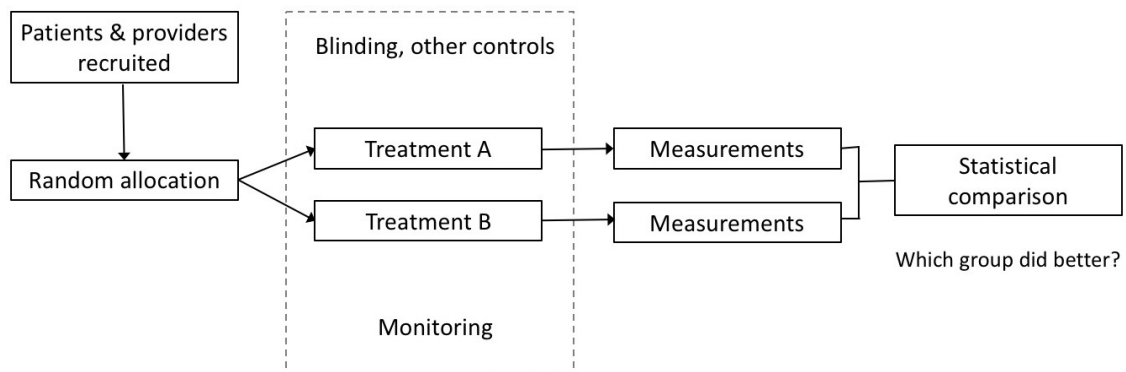 Patients & providers
recruited
Blinding, other controls
Treatment A
Measurements
Random allocation
Statistical
comparison
Treatment B
Measurements
Which group did better?
Monitoring